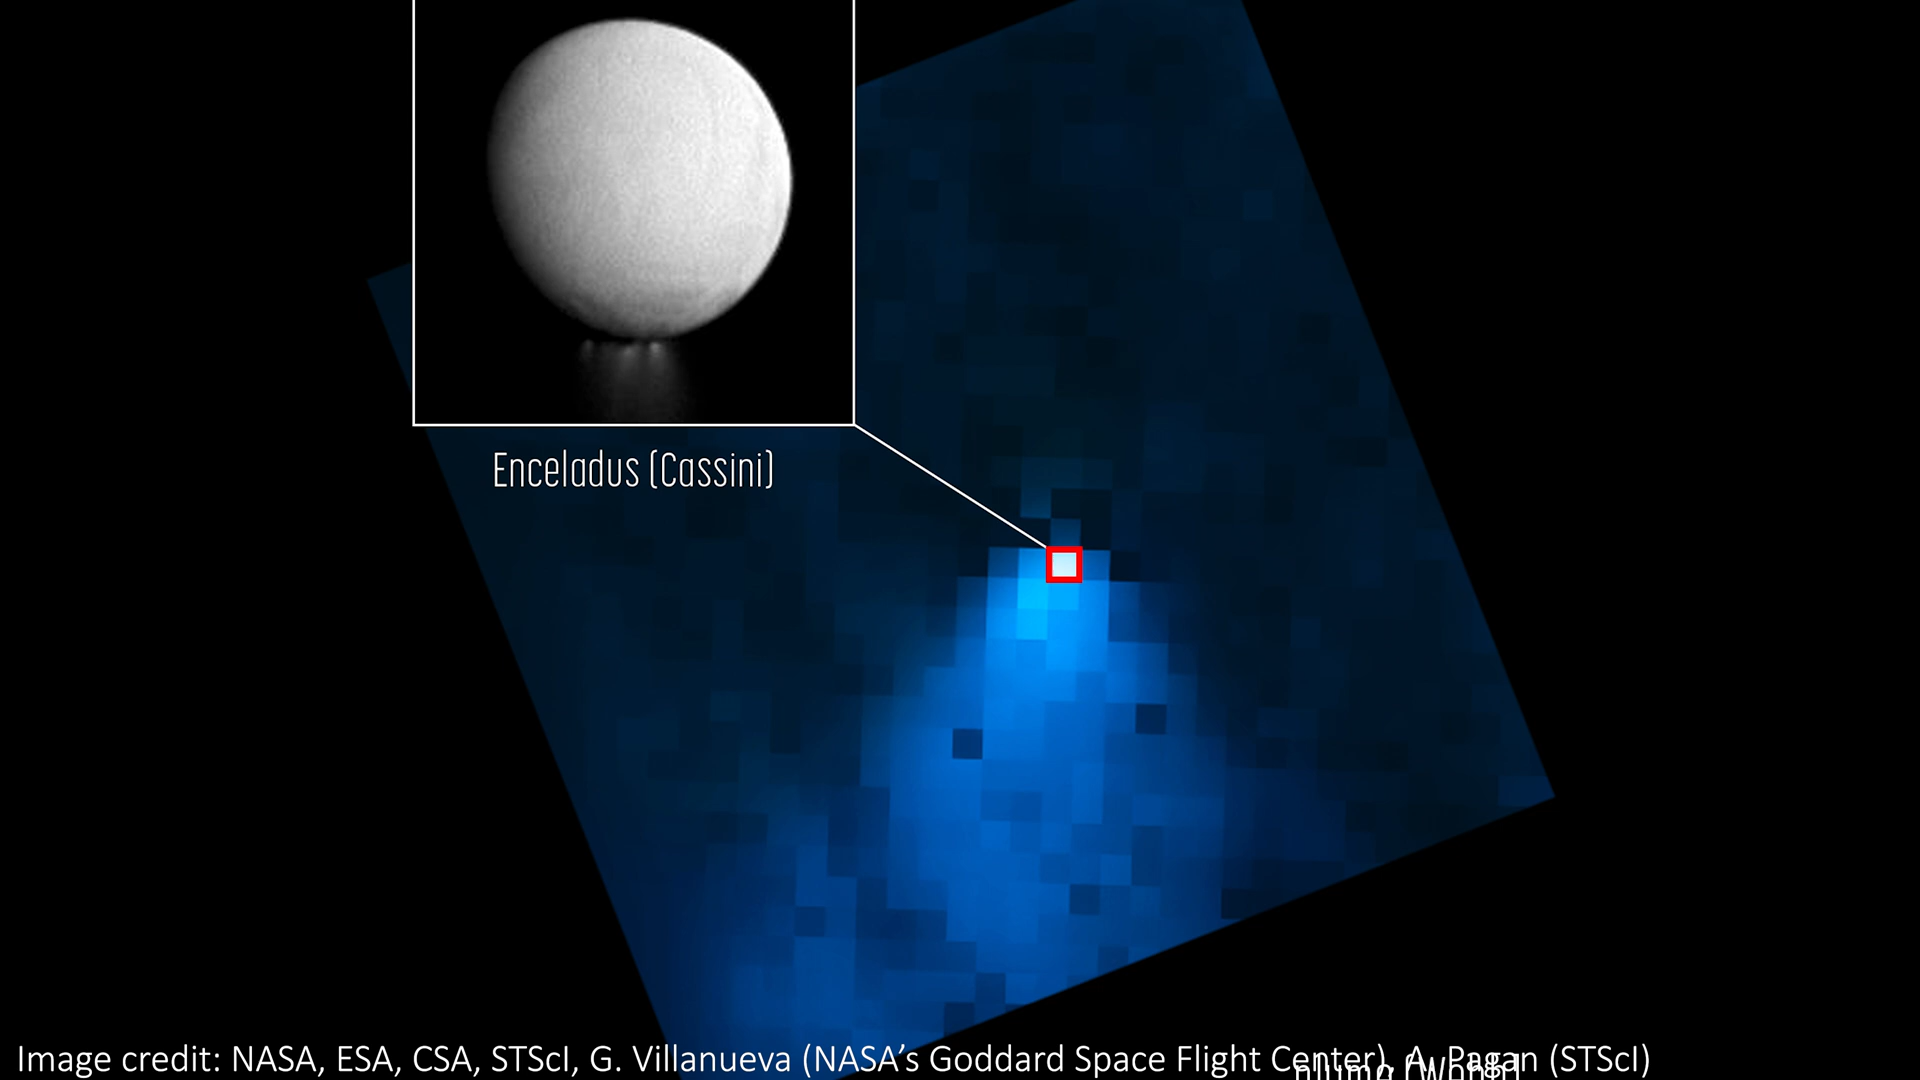 Enceladus (Cassini)
Image credit: NASA, ESA, CSA, STScI, G. Villanueva (NASA’s Goddard Space Flight Center), A. Pagan (STScI)